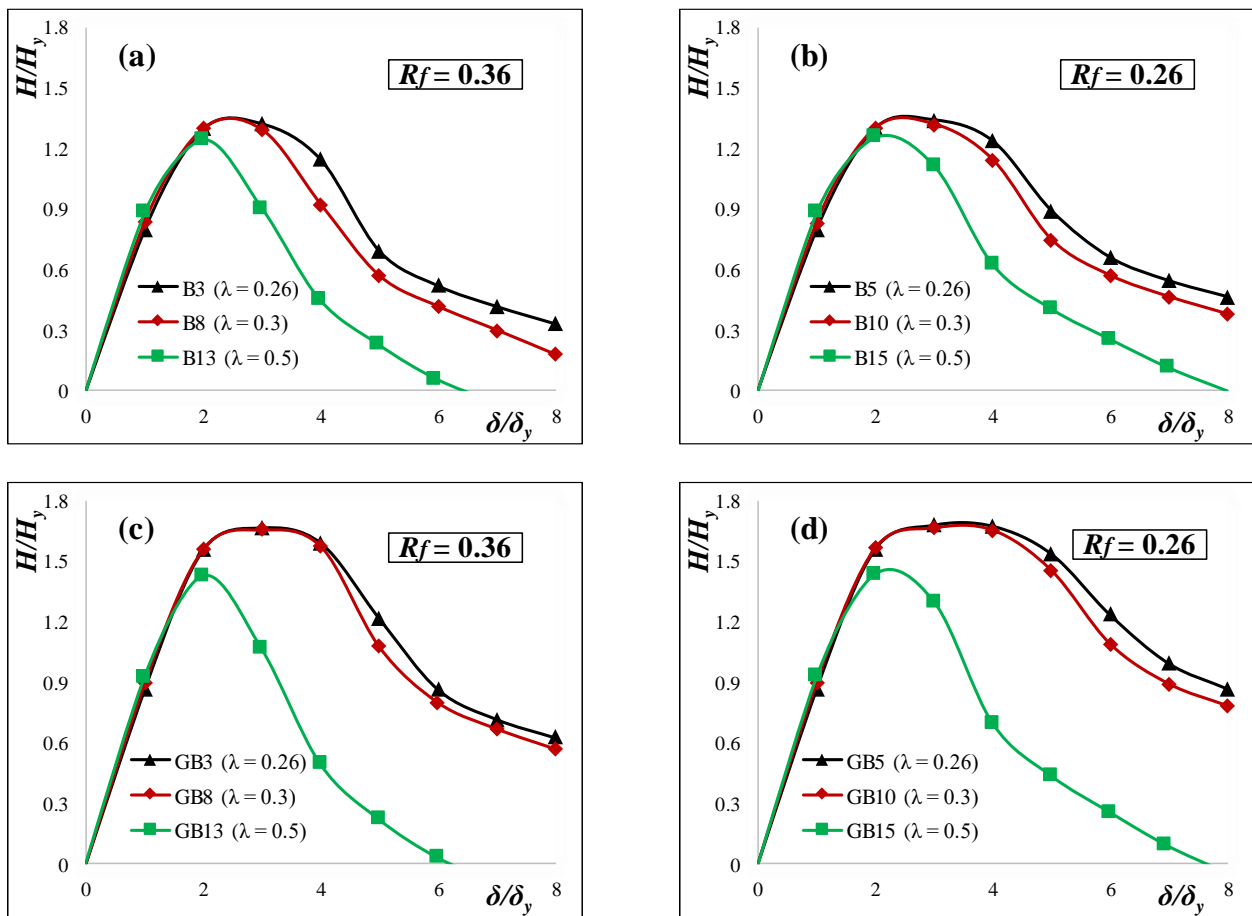 H/Hy
1.8
1.5
1.2
0.9
0.6
0.3
0
(a)
Rf = 0.36
B3 (λ = 0.26)
B8 (λ = 0.3)
B13 (λ = 0.5)
0 2 4 6 8
δ/δy
H/Hy
1.8
1.5
1.2
0.9
0.6
0.3
0
(b)
Rf = 0.26
B5 (λ = 0.26)
B10 (λ = 0.3)
B15 (λ = 0.5)
0 2 4 6 8
δ/δy
H/Hy
1.8
1.5
1.2
0.9
0.6
0.3
0
(c)
Rf = 0.36
GB3 (λ = 0.26)
GB8 (λ = 0.3)
GB13 (λ = 0.5)
0 2 4 6 8
δ/δy
H/Hy
1.8
1.5
1.2
0.9
0.6
0.3
0
(d)
Rf = 0.26
GB5 (λ = 0.26)
GB10 (λ = 0.3)
GB15 (λ = 0.5)
0 2 4 6 8
δ/δy